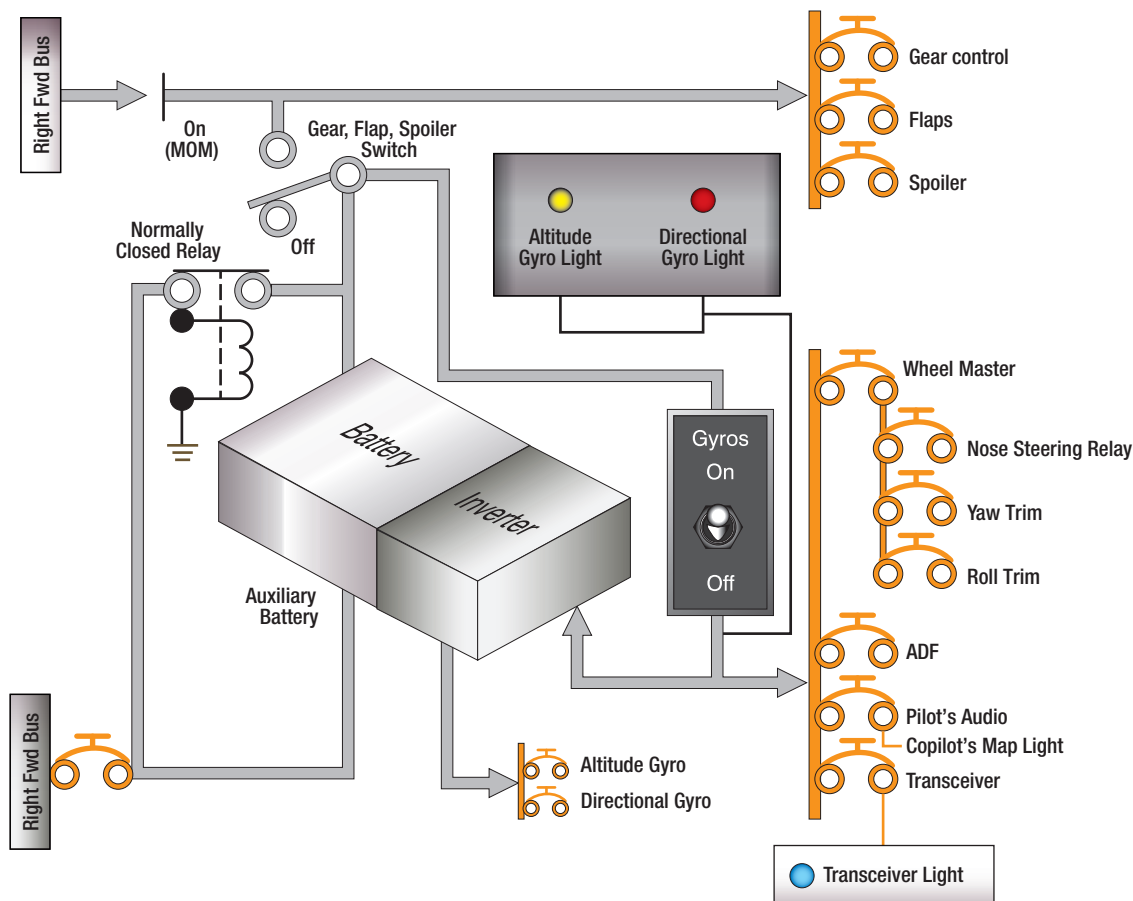 Right Fwd Bus
On
(MOM)
Gear, Flap, Spoiler
Switch
Off
Gear control
Flaps
Spoiler
Altitude
Gyro Light
Directional
Gyro Light
Normally
Closed Relay
Battery
Inverter
Auxiliary
Battery
Gyros
On
Off
Wheel Master
Nose Steering Relay
Yaw Trim
Roll Trim
ADF
Pilot’s Audio
Copilot’s Map Light
Transceiver
Right Fwd Bus
Altitude Gyro
Directional Gyro
Transceiver Light